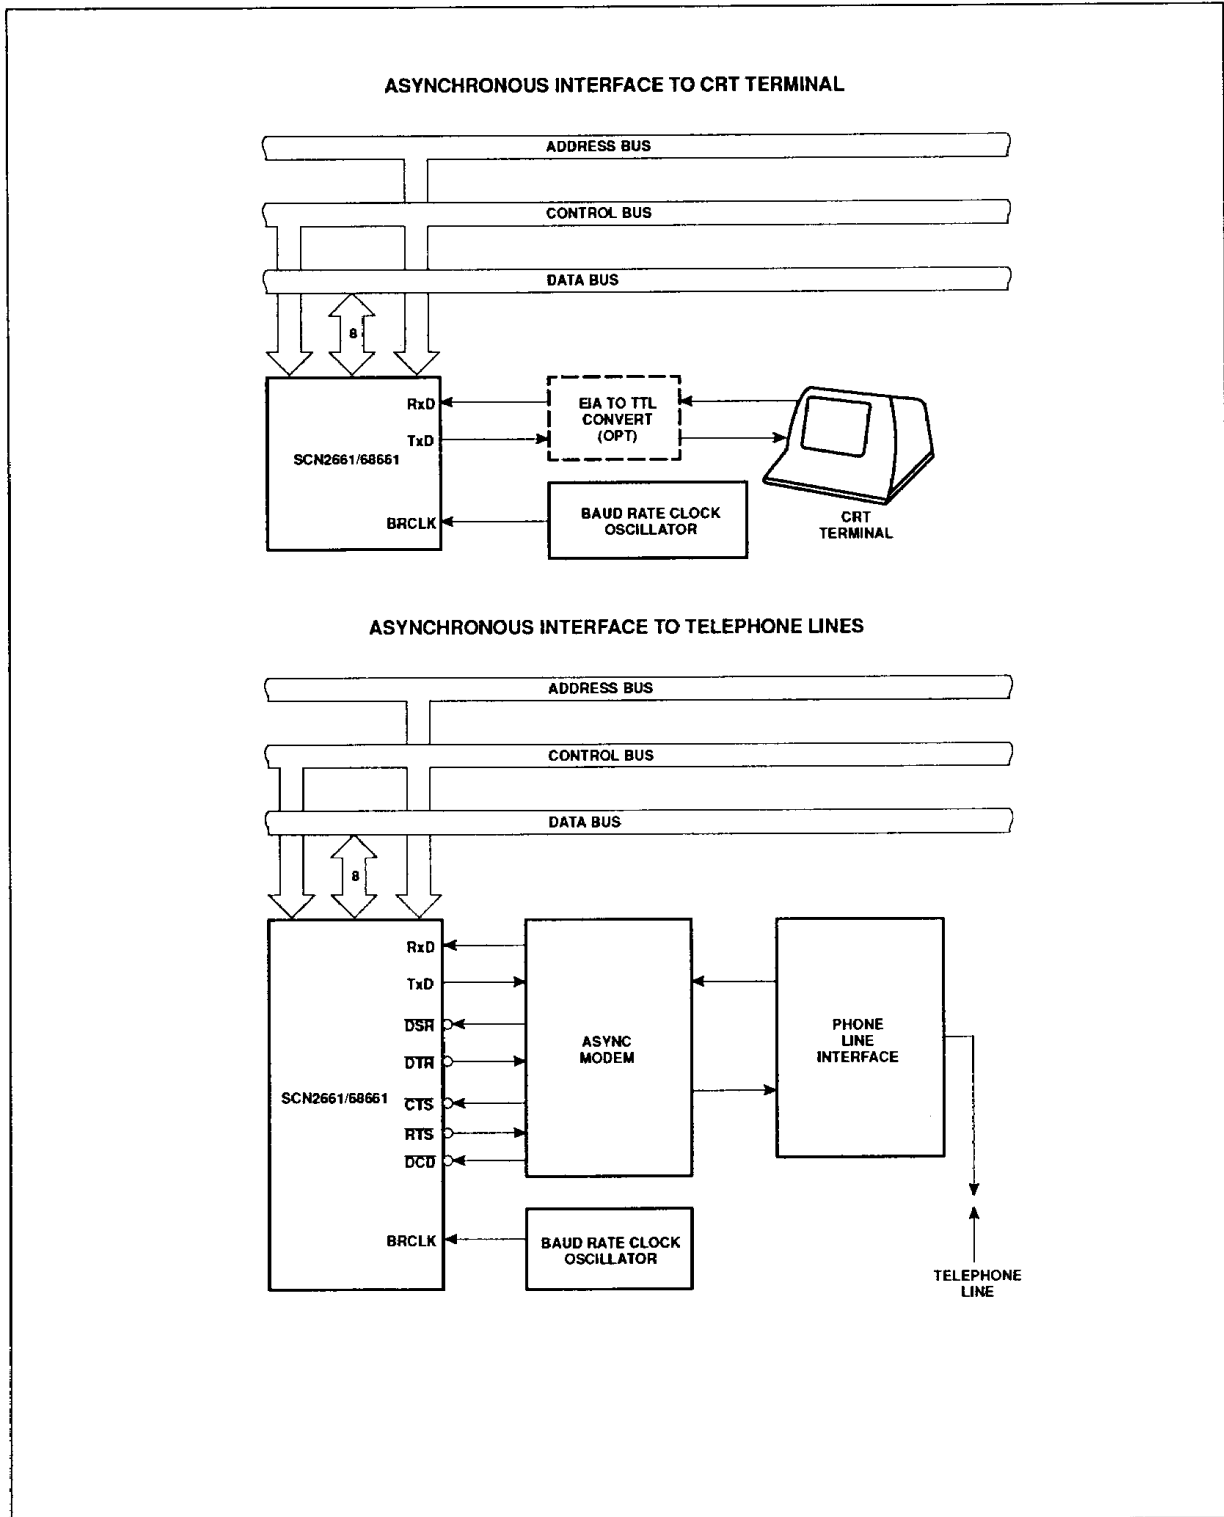 ASYNCHRONOUS INTERFACE TO CRT TERMINAL
ADDRESS BUS
CONTROL BUS
DATA BUS
8
RxD
TxD
SCN2661/68661
BRCLK
EIA TO TTL
CONVERT
(OPT)
BAUD RATE CLOCK
OSCILLATOR
CRT
TERMINAL
ASYNCHRONOUS INTERFACE TO TELEPHONE LINES
ADDRESS BUS
CONTROL BUS
DATA BUS
8
RxD
TxD
DSR
DTR
SCN2661/68661
CTS
RTS
DCD
BRCLK
ASYNC
MODEM
PHONE
LINE
INTERFACE
BAUD RATE CLOCK
OSCILLATOR
TELEPHONE
LINE